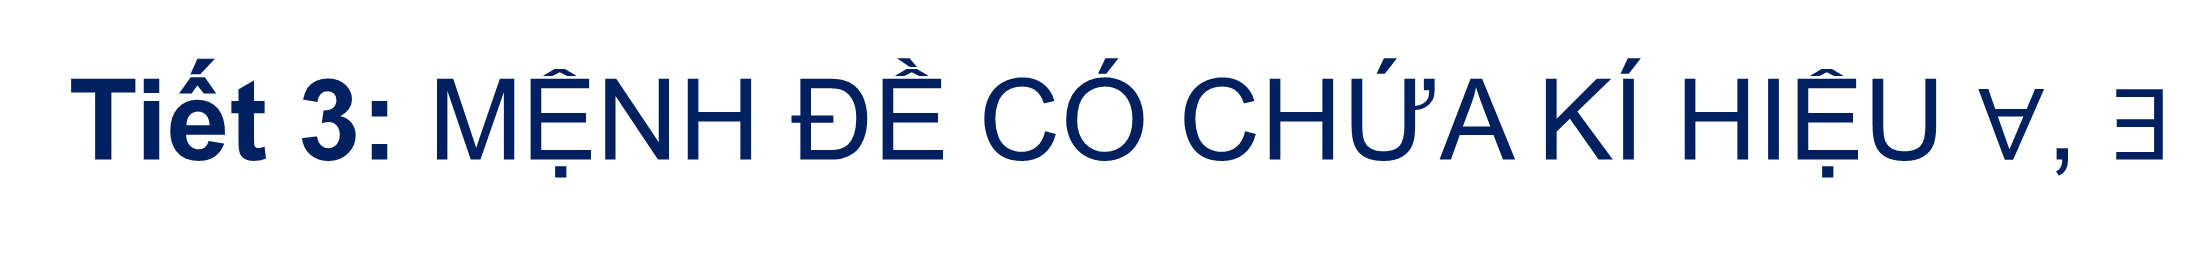 Tiết 3: MỆNH ĐỀ CÓ CHỨA KÍ HIỆU ∀, ∃